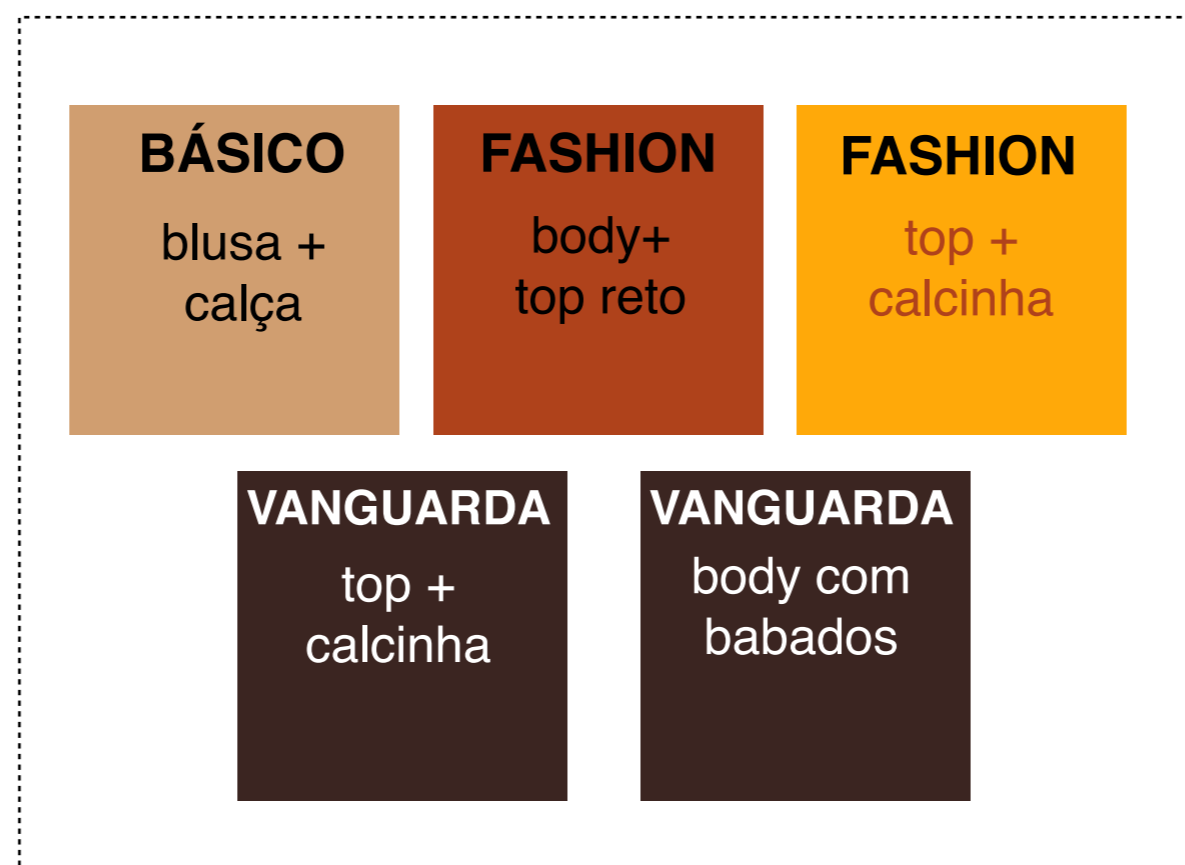 BÁSICO
blusa +
calça
FASHION
body+
top reto
FASHION
top +
calcinha
VANGUARDA
top +
calcinha
VANGUARDA
body com
babados